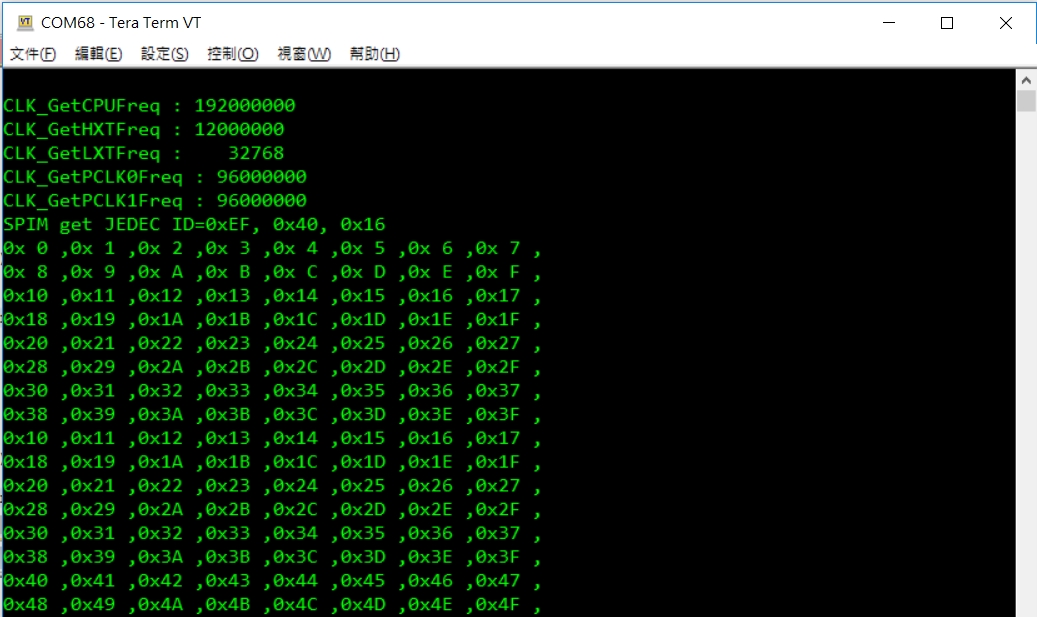 VT COM68 - Tera Term VT
文件(F) 編輯(E) 設定(S) 控制(O) 視窗(W) 幫助(H)
CLK_GetCPUFreq : 192000000
CLK_GetHXTFreq : 12000000
CLK_GetLXTFreq :    32768
CLK_GetPCLK0Freq : 96000000
CLK_GetPCLK1Freq : 96000000
SPIM get JEDEC ID=0xEF, 0x40, 0x16
0x 0 ,0x 1 ,0x 2 ,0x 3 ,0x 4 ,0x 5 ,0x 6 ,0x 7 ,
0x 8 ,0x 9 ,0x A ,0x B ,0x C ,0x D ,0x E ,0x F ,
0x10 ,0x11 ,0x12 ,0x13 ,0x14 ,0x15 ,0x16 ,0x17 ,
0x18 ,0x19 ,0x1A ,0x1B ,0x1C ,0x1D ,0x1E ,0x1F ,
0x20 ,0x21 ,0x22 ,0x23 ,0x24 ,0x25 ,0x26 ,0x27 ,
0x28 ,0x29 ,0x2A ,0x2B ,0x2C ,0x2D ,0x2E ,0x2F ,
0x30 ,0x31 ,0x32 ,0x33 ,0x34 ,0x35 ,0x36 ,0x37 ,
0x38 ,0x39 ,0x3A ,0x3B ,0x3C ,0x3D ,0x3E ,0x3F ,
0x10 ,0x11 ,0x12 ,0x13 ,0x14 ,0x15 ,0x16 ,0x17 ,
0x18 ,0x19 ,0x1A ,0x1B ,0x1C ,0x1D ,0x1E ,0x1F ,
0x20 ,0x21 ,0x22 ,0x23 ,0x24 ,0x25 ,0x26 ,0x27 ,
0x28 ,0x29 ,0x2A ,0x2B ,0x2C ,0x2D ,0x2E ,0x2F ,
0x30 ,0x31 ,0x32 ,0x33 ,0x34 ,0x35 ,0x36 ,0x37 ,
0x38 ,0x39 ,0x3A ,0x3B ,0x3C ,0x3D ,0x3E ,0x3F ,
0x40 ,0x41 ,0x42 ,0x43 ,0x44 ,0x45 ,0x46 ,0x47 ,
0x48 ,0x49 ,0x4A ,0x4B ,0x4C ,0x4D ,0x4E ,0x4F ,